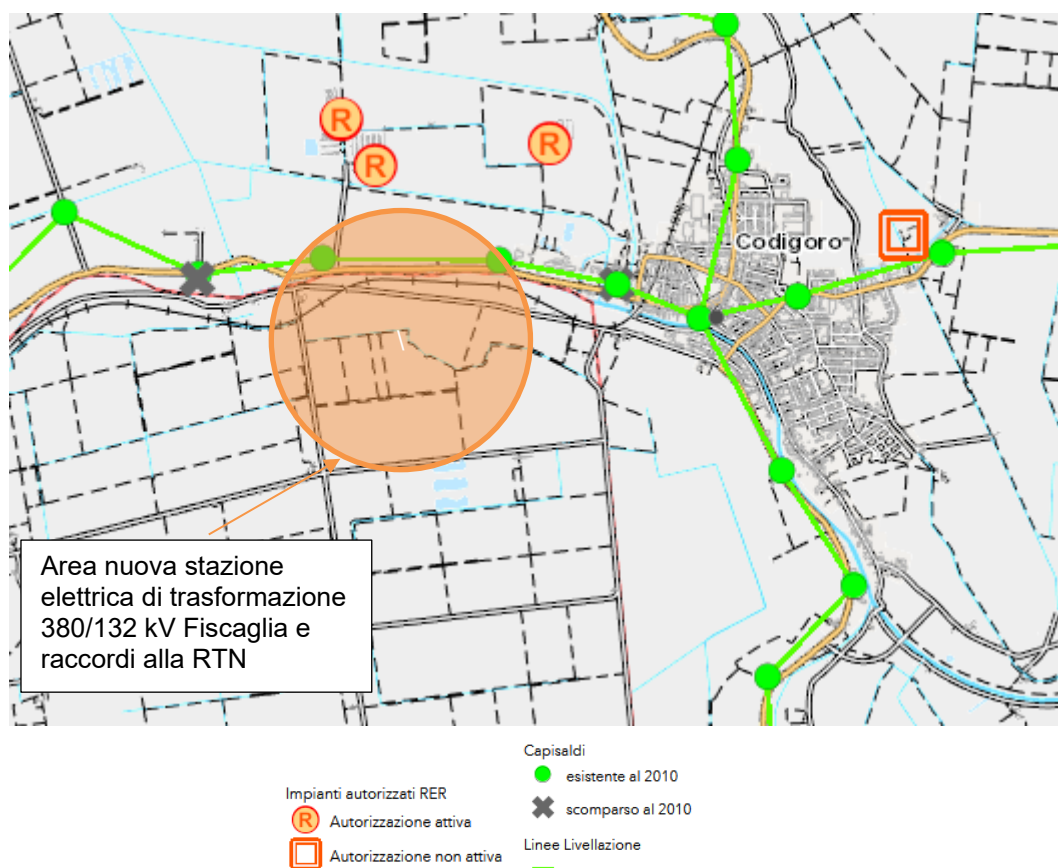 R
R
R
Codigoro
Area nuova stazione
elettrica di trasformazione
380/132 kV Fiscaglia e
raccordi alla RTN
Capisaldi
esistente al 2010
Impianti autorizzati RER
scomparso al 2010
R Autorizzazione attiva
Linee Livellazione
Autorizzazione non attiva